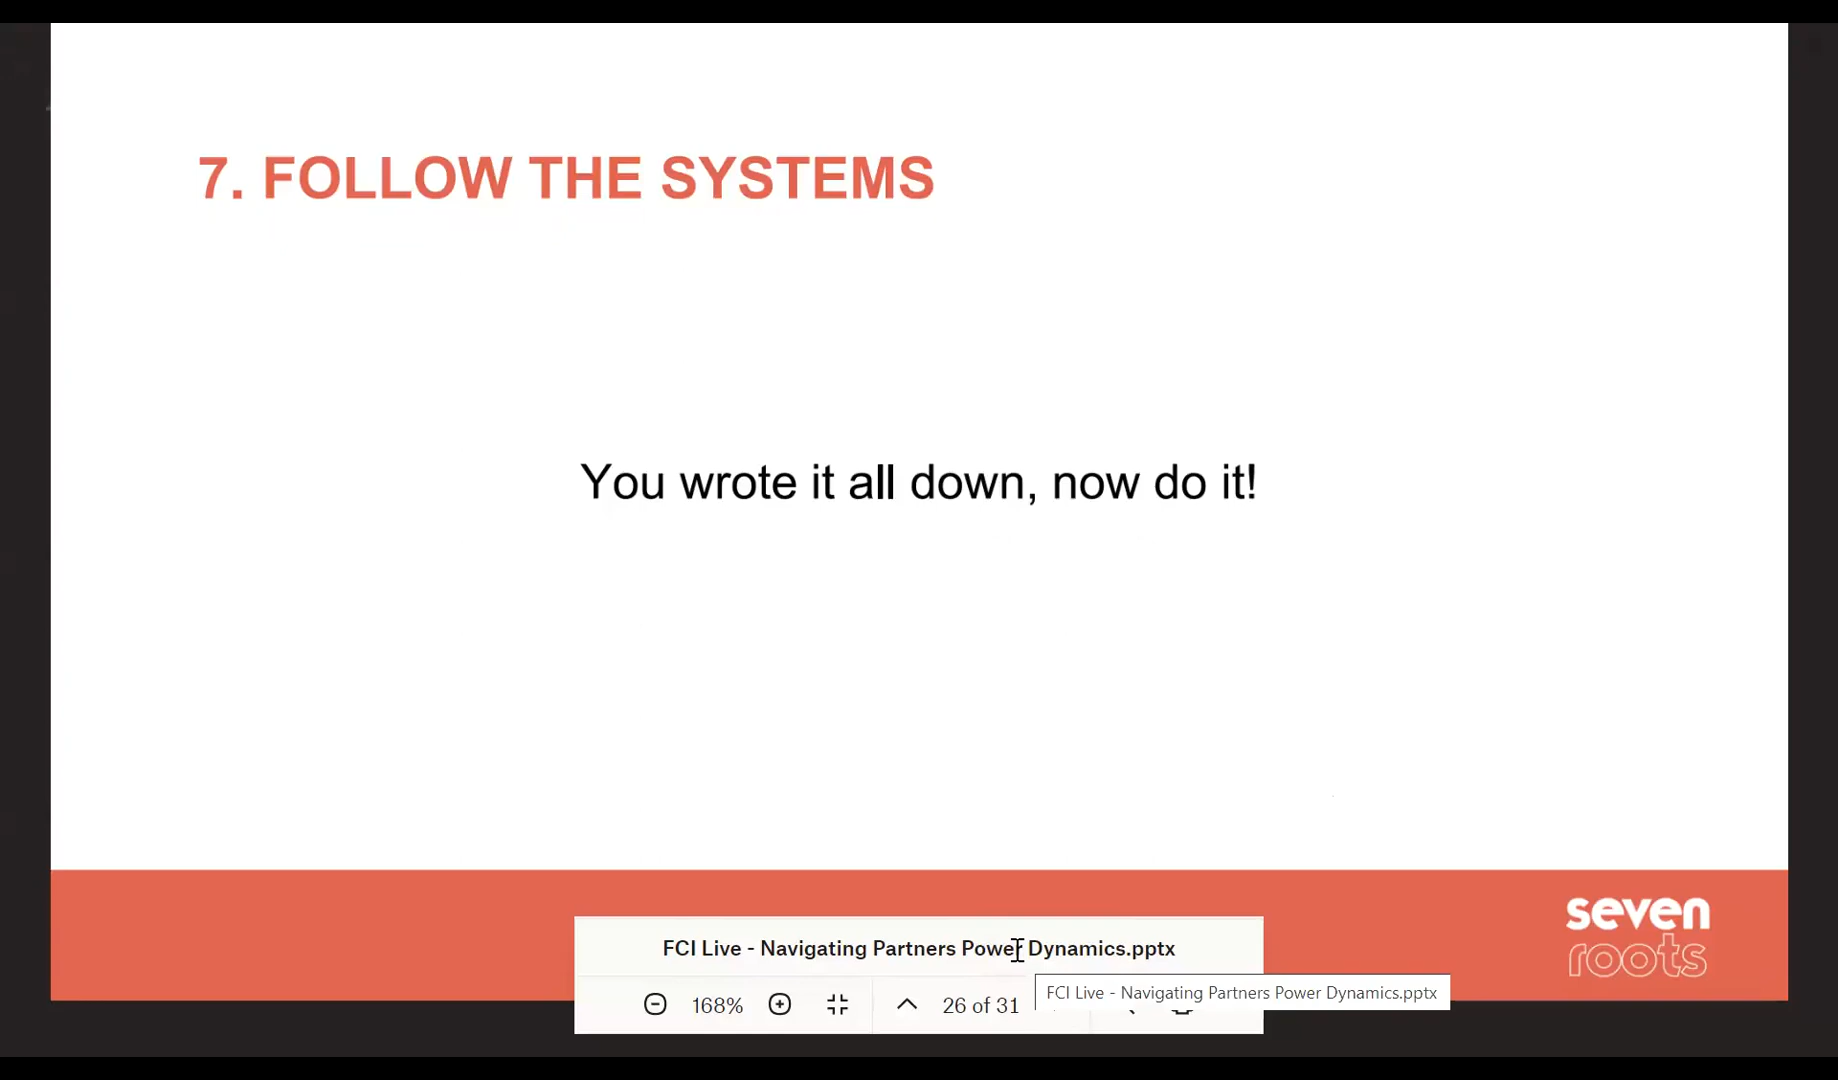 7. FOLLOW THE SYSTEMS
You wrote it all down, now do it!
seven
roots
FCI Live - Navigating Partners Power Dynamics.pptx
168%
26 of 31
FCI Live - Navigating Partners Power Dynamics.pptx